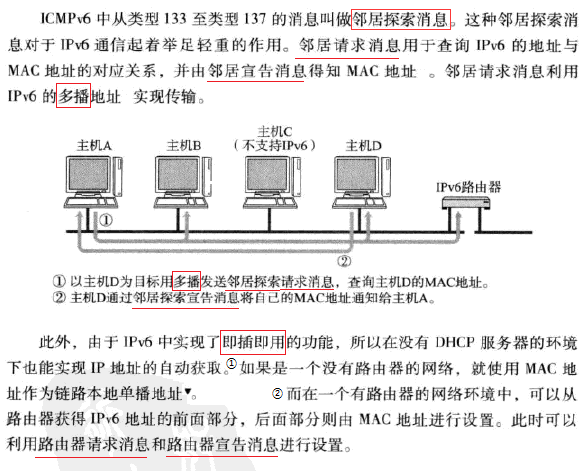 ICMPv6 中从类型 133 至类型 137 的消息叫做邻居探索消息。这种邻居探索消
息对于 IPv6 通信起着举足轻重的作用。邻居请求消息用于查询 IPv6 的地址与
MAC 地址的对应关系，并由邻居宣告消息得知 MAC 地址 。邻居请求消息利用
IPv6 的多播地址 实现传输。
主机A
主机B
主机C
（不支持IPv6）
主机D
IPv6路由器
①
②
① 以主机D为目标用多播发送邻居探索请求消息，查询主机D的MAC地址。
② 主机D通过邻居探索宣告消息将自己的MAC地址通知给主机A。
此外，由于 IPv6 中实现了即插即用的功能，所以在没有 DHCP 服务器的环境
下也能实现 IP 地址的自动获取。①如果是一个没有路由器的网络，就使用 MAC 地
址作为链路本地单播地址▼。 ②而在一个有路由器的网络环境中，可以从
路由器获得 IPv6 地址的前面部分，后面部分则由 MAC 地址进行设置。此时可以
利用路由器请求消息和路由器宣告消息进行设置。